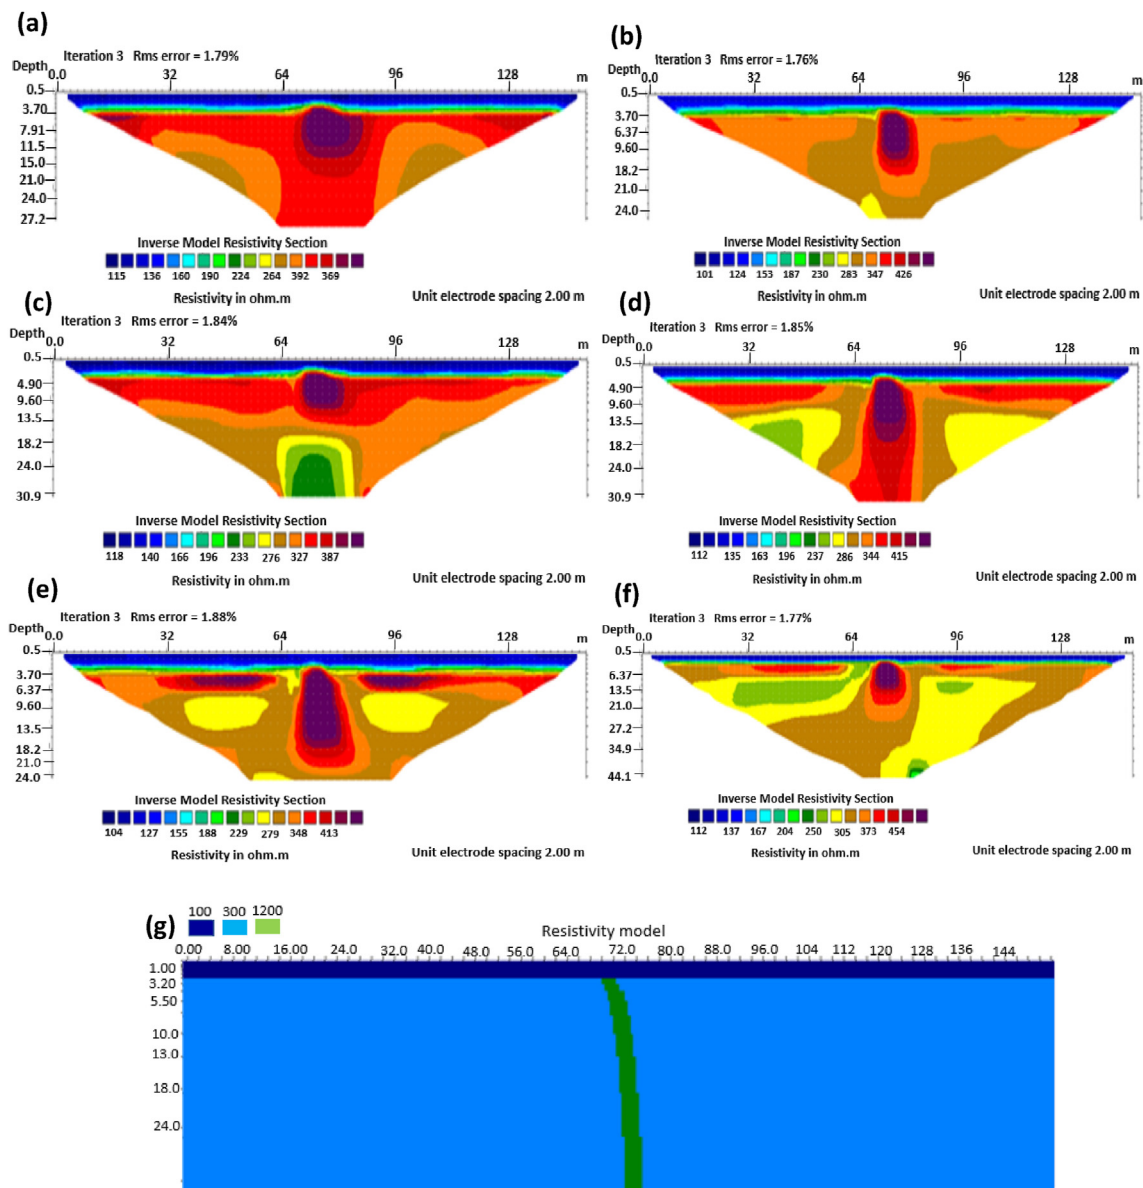 (a)
Iteration 3 Rms error = 1.79%
Depth 0.0 32 64 96 128 m
0.5
3.70
7.91
11.5
15.0
21.0
24.0
27.2
Inverse Model Resistivity Section
115 136 160 190 224 264 392 369
Resistivity in ohm.m Unit electrode spacing 2.00 m
(b)
Iteration 3 Rms error = 1.76%
Depth 0.0 32 64 96 128 m
0.5
3.70
6.37
9.60
18.2
21.0
24.0
Inverse Model Resistivity Section
101 124 153 187 230 283 347 426
Resistivity in ohm.m Unit electrode spacing 2.00 m
(c)
Iteration 3 Rms error = 1.84%
Depth 0.0 32 64 96 128 m
0.5
4.90
9.60
13.5
18.2
24.0
30.9
Inverse Model Resistivity Section
118 140 166 196 233 276 327 387
Resistivity in ohm.m Unit electrode spacing 2.00 m
(d)
Iteration 3 Rms error = 1.85%
Depth 0.0 32 64 96 128 m
0.5
4.90
9.60
13.5
18.2
24.0
30.9
Inverse Model Resistivity Section
112 135 163 196 237 286 344 415
Resistivity in ohm.m Unit electrode spacing 2.00 m
(e)
Iteration 3 Rms error = 1.88%
Depth 0.0 32 64 96 128 m
0.5
3.70
6.37
9.60
13.5
18.2
21.0
24.0
Inverse Model Resistivity Section
104 127 155 188 229 279 348 413
Resistivity in ohm.m Unit electrode spacing 2.00 m
(f)
Iteration 3 Rms error = 1.77%
Depth 0.0 32 64 96 128 m
0.5
6.37
13.5
21.0
27.2
34.9
44.1
Inverse Model Resistivity Section
112 137 167 204 250 305 373 454
Resistivity in ohm.m Unit electrode spacing 2.00 m
(g)
100 300 1200
Resistivity model
0.00 8.00 16.00 24.0 32.0 40.0 48.0 56.0 64.0 72.0 80.0 88.0 96.0 104 112 120 128 136 144
1.00
3.20
5.50
10.0
13.0
18.0
24.0